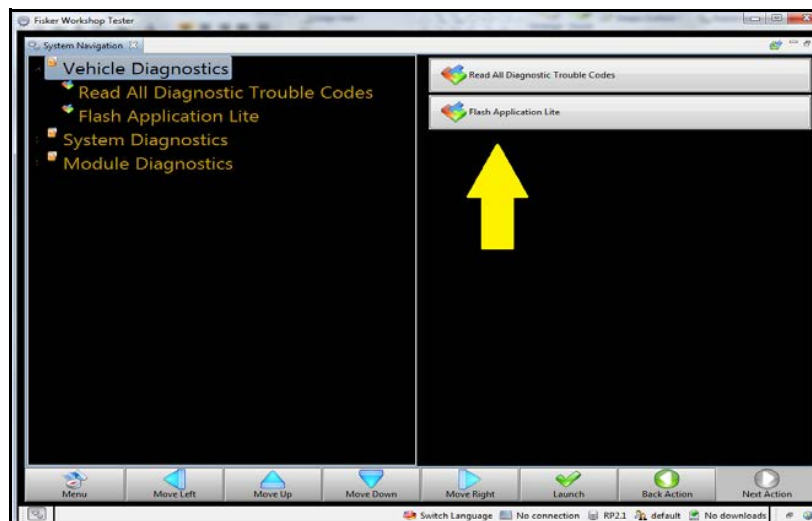 Fisker Workshop Tester
System Navigation
Vehicle Diagnostics
Read All Diagnostic Trouble Codes
Flash Application Lite
System Diagnostics
Module Diagnostics
Read All Diagnostic Trouble Codes
Flash Application Lite
Menu Move Left Move Up Move Down Move Right Launch Back Action Next Action
Switch Language No connection RP2.1 default No downloads